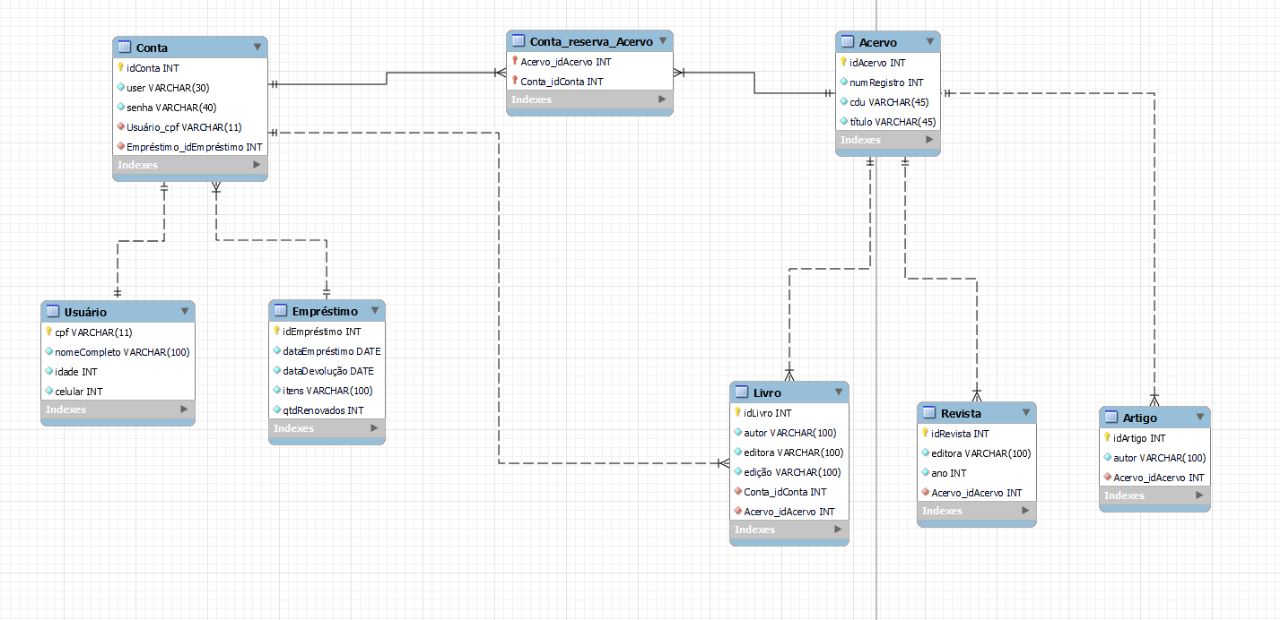 Conta
idConta INT
user VARCHAR(30)
senha VARCHAR(40)
Usuário_cpf VARCHAR(11)
Empréstimo_idEmpréstimo INT
Indexes
Conta_reserva_Acervo
Acervo_idAcervo INT
Conta_idConta INT
Indexes
Acervo
idAcervo INT
numRegistro INT
cdu VARCHAR(45)
título VARCHAR(45)
Indexes
Usuário
cpf VARCHAR(11)
nomeCompleto VARCHAR(100)
idade INT
celular INT
Indexes
Empréstimo
idEmpréstimo INT
dataEmpréstimo DATE
dataDevolução DATE
itens VARCHAR(100)
qtdRenovados INT
Indexes
Livro
idLivro INT
autor VARCHAR(100)
editora VARCHAR(100)
edição VARCHAR(100)
Conta_idConta INT
Acervo_idAcervo INT
Indexes
Revista
idRevista INT
editora VARCHAR(100)
ano INT
Acervo_idAcervo INT
Indexes
Artigo
idArtigo INT
autor VARCHAR(100)
Acervo_idAcervo INT
Indexes